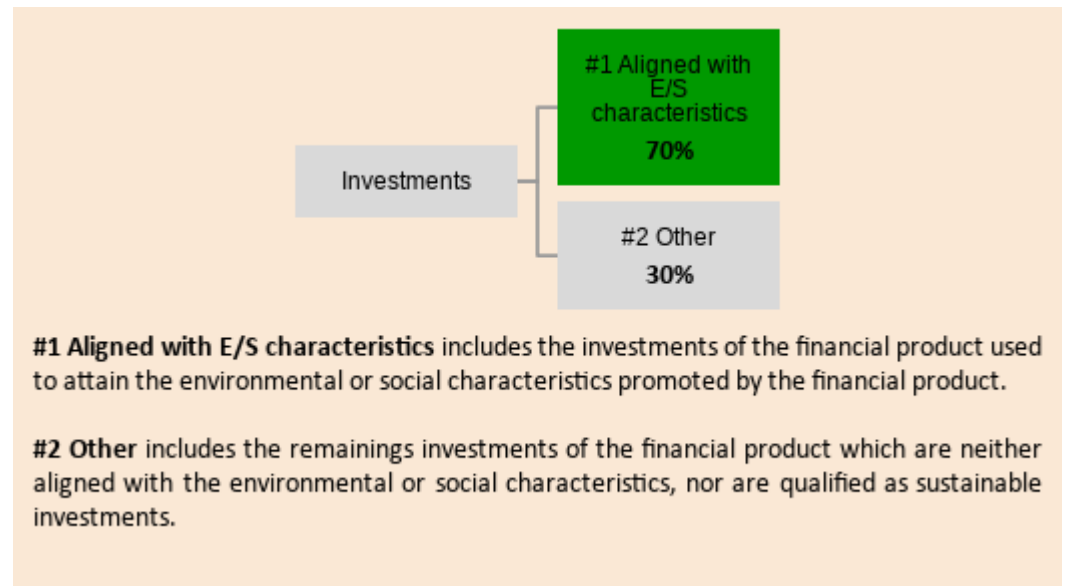 #1 Aligned with
E/S
characteristics
70%
Investments
#2 Other
30%
#1 Aligned with E/S characteristics includes the investments of the financial product used
to attain the environmental or social characteristics promoted by the financial product.
#2 Other includes the remainings investments of the financial product which are neither
aligned with the environmental or social characteristics, nor are qualified as sustainable
investments.